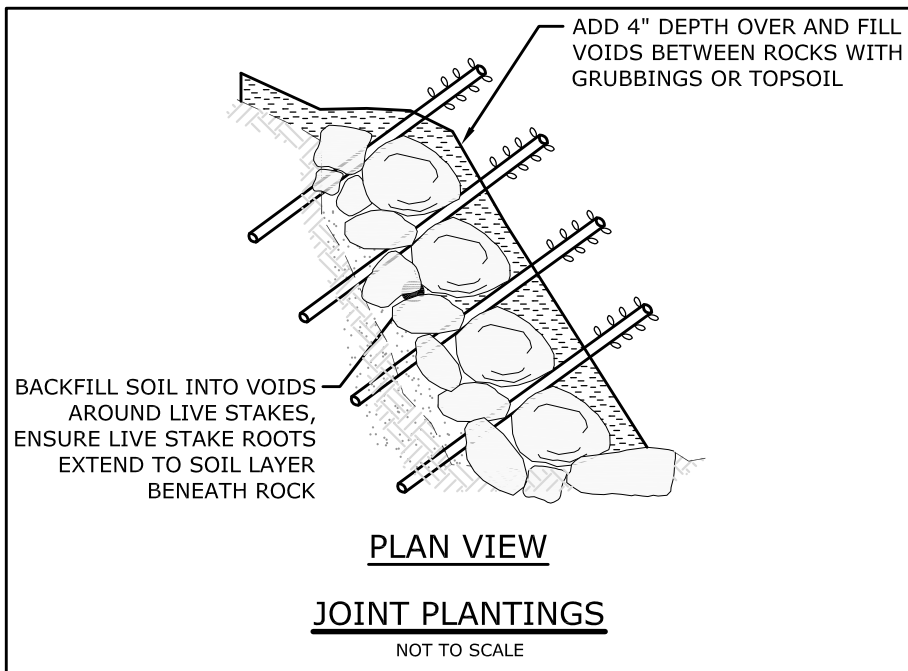 ADD 4" DEPTH OVER AND FILL
VOIDS BETWEEN ROCKS WITH
GRUBBINGS OR TOPSOIL
BACKFILL SOIL INTO VOIDS
AROUND LIVE STAKES,
ENSURE LIVE STAKE ROOTS
EXTEND TO SOIL LAYER
BENEATH ROCK
PLAN VIEW
JOINT PLANTINGS
NOT TO SCALE